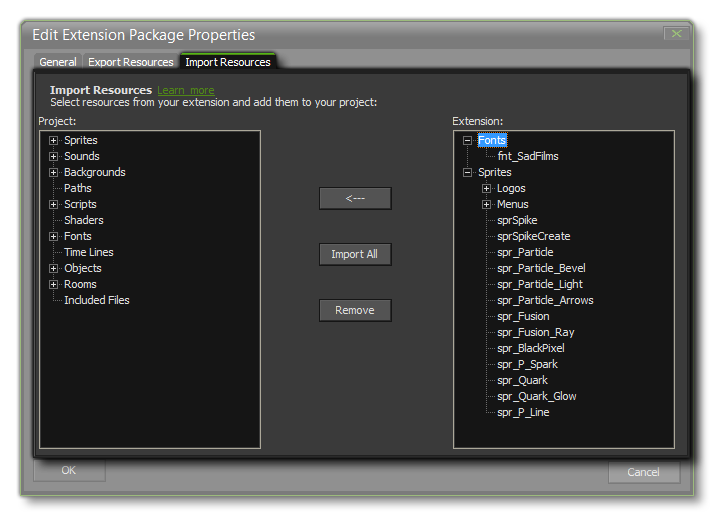 Edit Extension Package Properties
General Export Resources Import Resources
Import Resources Learn more
Select resources from your extension and add them to your project:
Project:
Sprites
Sounds
Backgrounds
Paths
Scripts
Shaders
Fonts
Time Lines
Objects
Rooms
Included Files
<---
Import All
Remove
Extension:
Fonts
fnt_SadFilms
Sprites
Logos
Menus
sprSpike
sprSpikeCreate
spr_Particle
spr_Particle_Bevel
spr_Particle_Light
spr_Particle_Arrows
spr_Fusion
spr_Fusion_Ray
spr_BlackPixel
spr_P_Spark
spr_Quark
spr_Quark_Glow
spr_P_Line
OK
Cancel